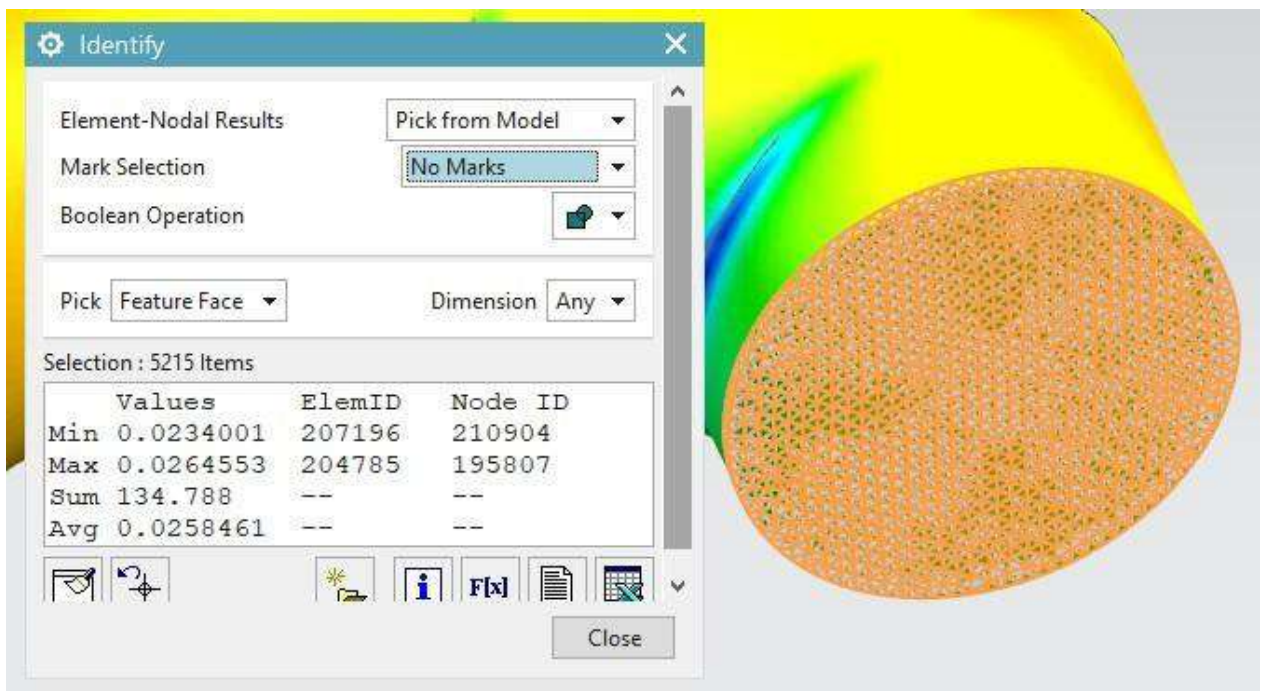 Identify
Element-Nodal Results Pick from Model
Mark Selection No Marks
Boolean Operation
Pick Feature Face Dimension Any
Selection : 5215 Items
Values ElemID Node ID
Min 0.0234001 207196 210904
Max 0.0264553 204785 195807
Sum 134.788 -- --
Avg 0.0258461 -- --
i F[x]
Close